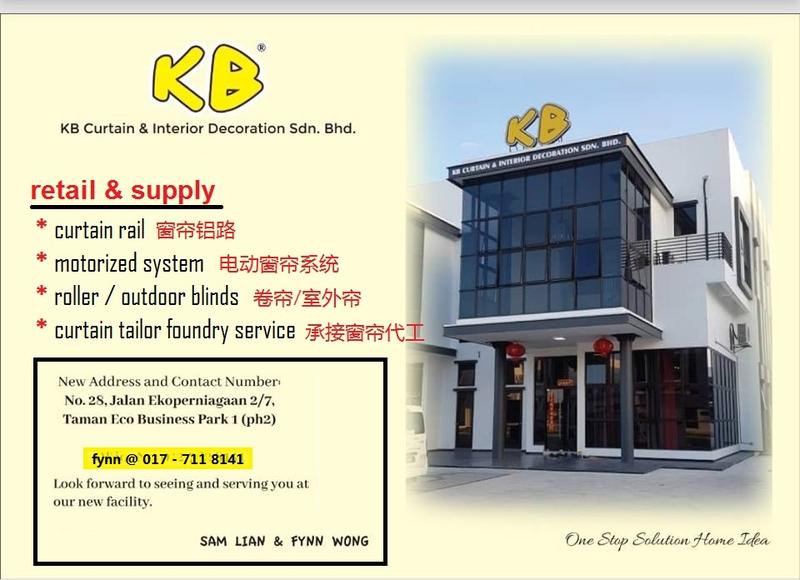 KB®
KB Curtain & Interior Decoration Sdn. Bhd.
retail & supply
* curtain rail 窗帘铝路
* motorized system 电动窗帘系统
* roller / outdoor blinds 卷帘/室外帘
* curtain tailor foundry service 承接窗帘代工
New Address and Contact Number:
No. 28, Jalan Ekoperniagaan 2/7,
Taman Eco Business Park 1 (ph2)
fynn @ 017 - 711 8141
Look forward to seeing and serving you at
our new facility.
SAM LIAN & FYNN WONG
KB
KB CURTAIN & INTERIOR DECORATION SDN. BHD.
One Stop Solution Home Idea